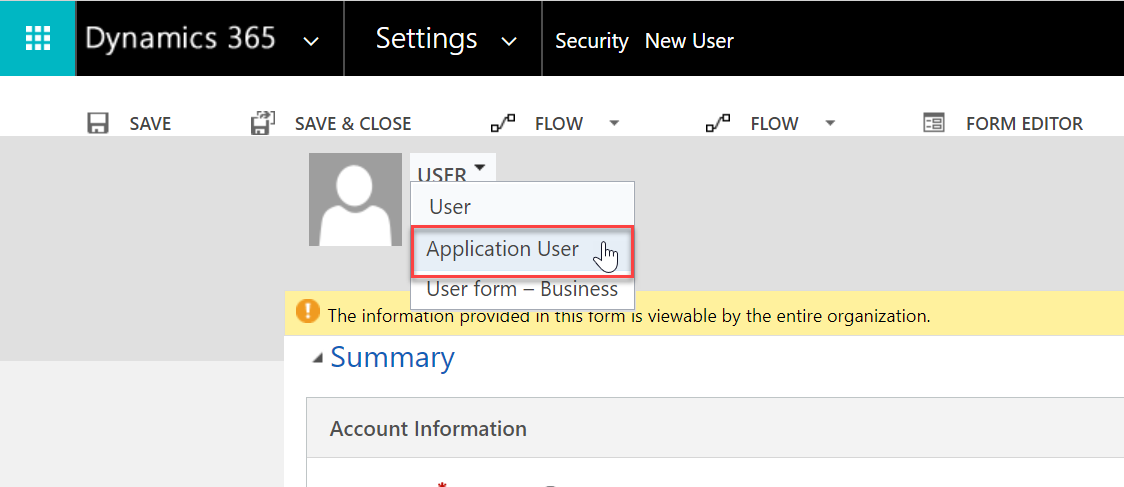 Dynamics 365 Settings Security New User
SAVE SAVE & CLOSE FLOW FLOW FORM EDITOR
USER
User
Application User
User form – Business
The information provided in this form is viewable by the entire organization.
Summary
Account Information
*